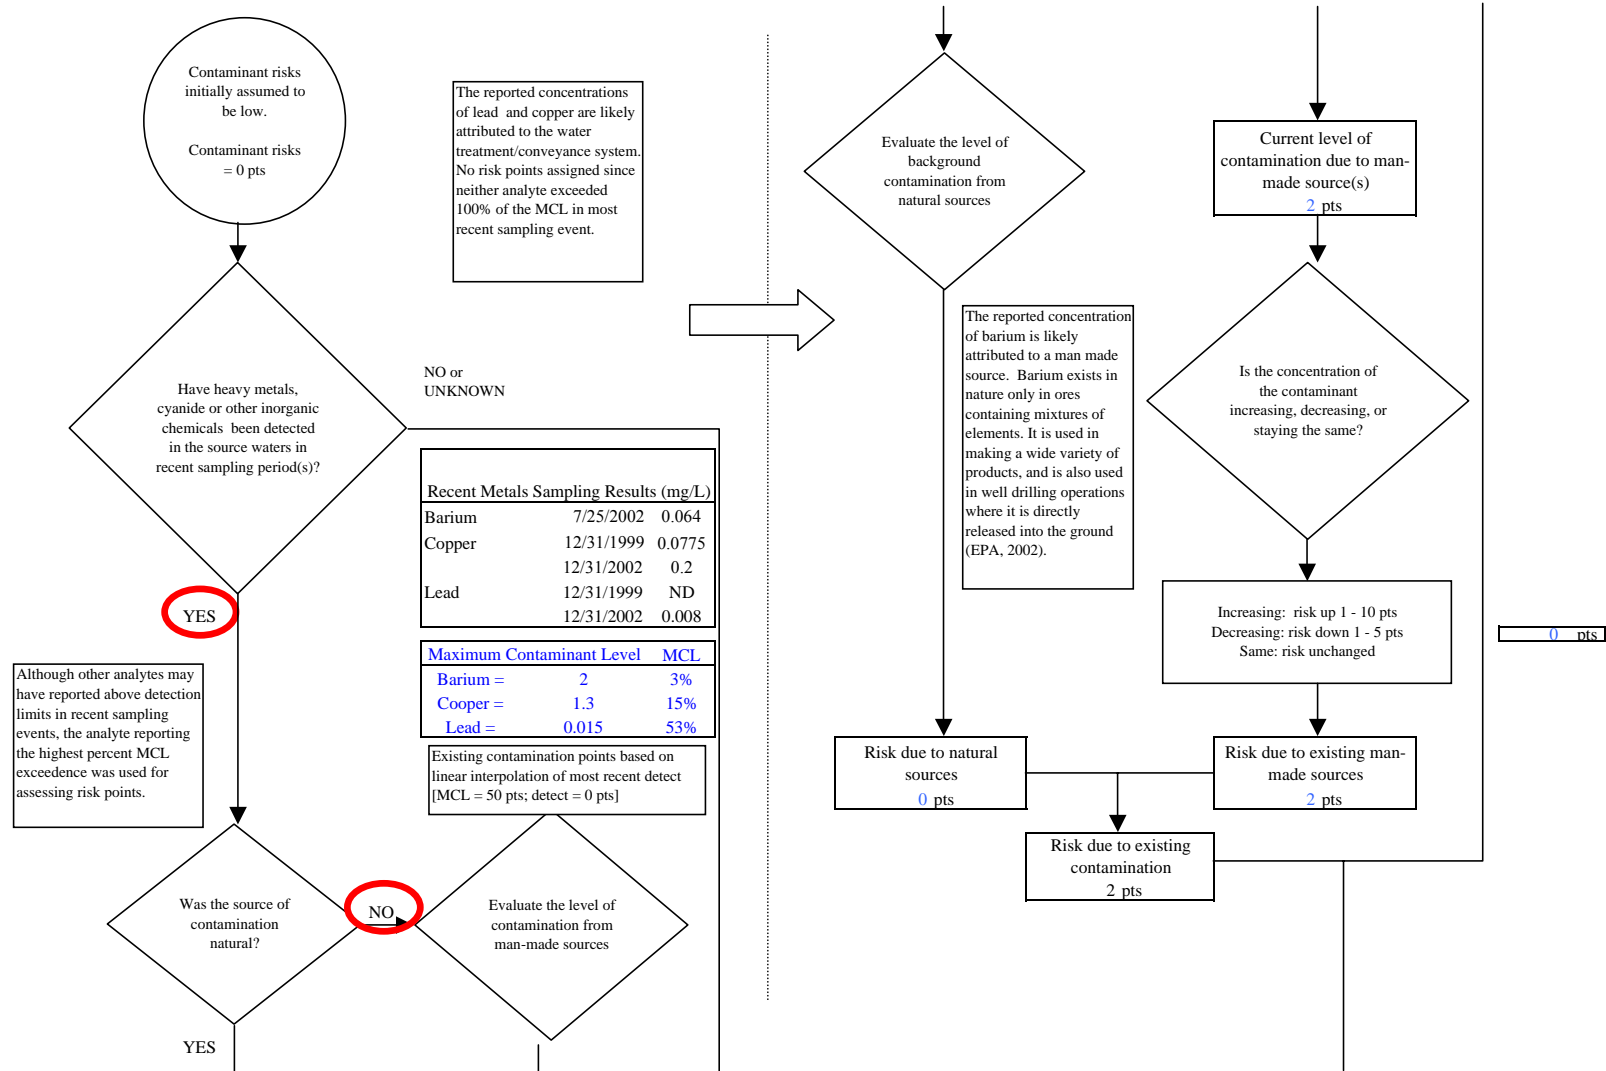 Contaminant risks
initially assumed to
be low.
Contaminant risks
= 0 pts
The reported concentrations
of lead and copper are likely
attributed to the water
treatment/conveyance system.
No risk points assigned since
neither analyte exceeded
100% of the MCL in most
recent sampling event.
Have heavy metals,
cyanide or other inorganic
chemicals been detected
in the source waters in
recent sampling period(s)?
NO or
UNKNOWN
YES
Recent Metals Sampling Results (mg/L)
Barium 7/25/2002 0.064
Copper 12/31/1999 0.0775
12/31/2002 0.2
Lead 12/31/1999 ND
12/31/2002 0.008
Maximum Contaminant Level MCL
Barium = 2 3%
Cooper = 1.3 15%
Lead = 0.015 53%
Although other analytes may
have reported above detection
limits in recent sampling
events, the analyte reporting
the highest percent MCL
exceedence was used for
assessing risk points.
Existing contamination points based on
linear interpolation of most recent detect
[MCL = 50 pts; detect = 0 pts]
Was the source of
contamination
natural?
NO
Evaluate the level of
contamination from
man-made sources
YES
Evaluate the level of
background
contamination from
natural sources
Current level of
contamination due to man-
made source(s)
2 pts
The reported concentration
of barium is likely
attributed to a man made
source. Barium exists in
nature only in ores
containing mixtures of
elements. It is used in
making a wide variety of
products, and is also used
in well drilling operations
where it is directly
released into the ground
(EPA, 2002).
Is the concentration of
the contaminant
increasing, decreasing, or
staying the same?
Increasing: risk up 1 - 10 pts
Decreasing: risk down 1 - 5 pts
Same: risk unchanged
0 pts
Risk due to natural
sources
0 pts
Risk due to existing man-
made sources
2 pts
Risk due to existing
contamination
2 pts